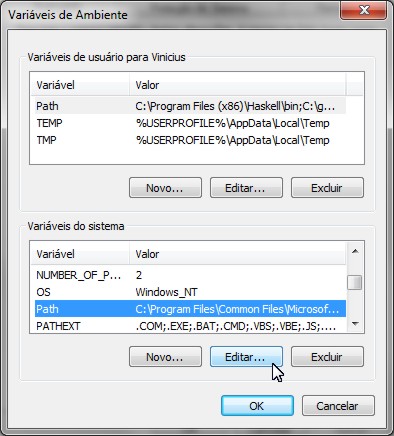 Variáveis de Ambiente
Variáveis de usuário para Vinicius
Variável Valor
Path C:\Program Files (x86)\Haskell\bin;C:\g...
TEMP %USERPROFILE%\AppData\Local\Temp
TMP %USERPROFILE%\AppData\Local\Temp
Novo... Editar... Excluir
Variáveis do sistema
Variável Valor
NUMBER_OF_P... 2
OS Windows_NT
Path C:\Program Files\Common Files\Microsof...
PATHEXT .COM;.EXE;.BAT;.CMD;.VBS;.VBE;.JS;....
Novo... Editar... Excluir
OK Cancelar